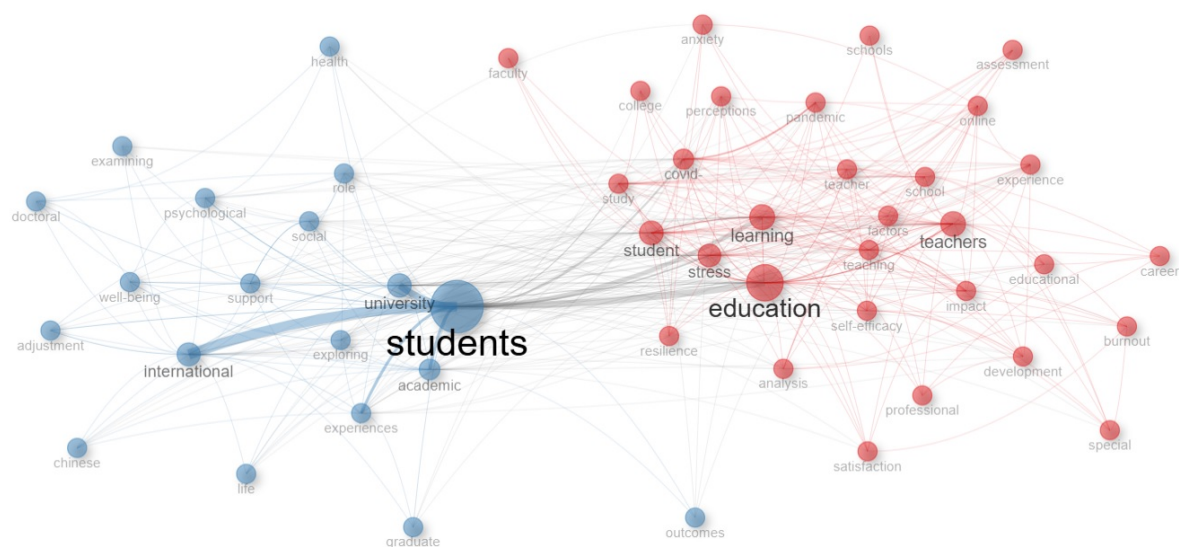 anxiety
schools
health
faculty
assessment
college
perceptions
pandemic
online
examining
covid-
role
teacher
school
experience
study
doctoral
psychological
social
factors
learning
teachers
student
stress
teaching
educational
career
well-being
support
university
education
impact
self-efficacy
students
adjustment
exploring
resilience
burnout
international
academic
analysis
development
professional
experiences
special
chinese
satisfaction
life
graduate
outcomes